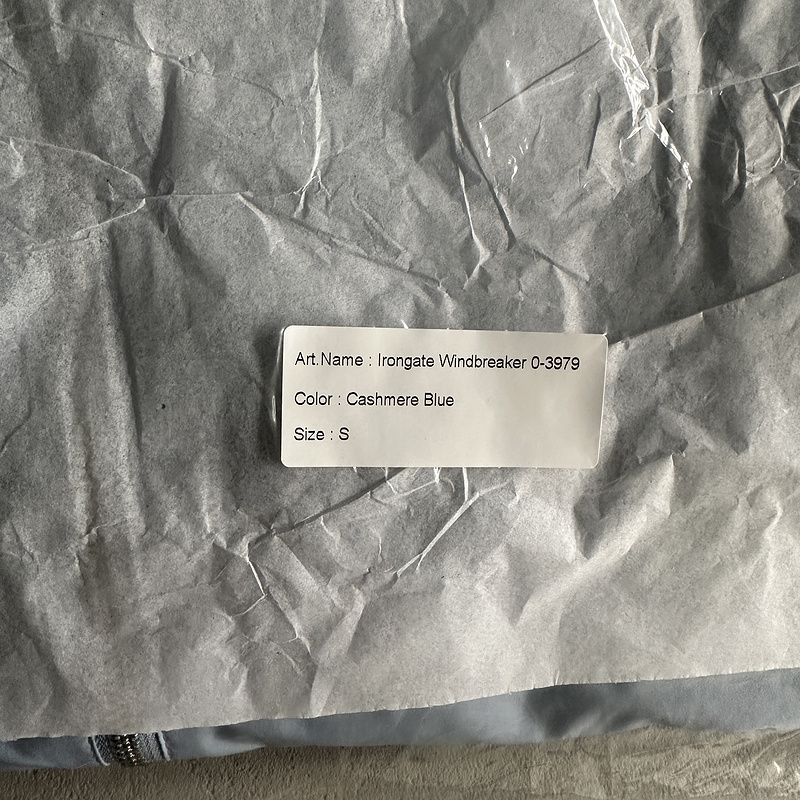 Art.Name : Irongate Windbreaker 0-3979
Color : Cashmere Blue
Size : S